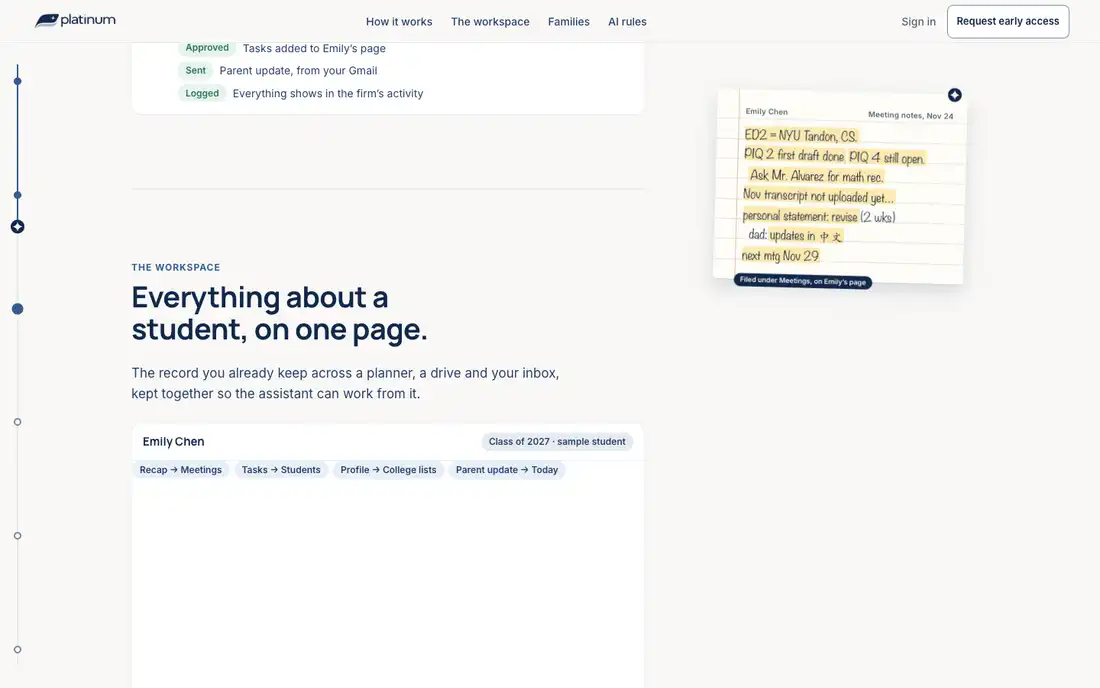 platinum
How it works
The workspace
Families
AI rules
Sign in
Request early access
Approved Tasks added to Emily's page
Sent Parent update, from your Gmail
Logged Everything shows in the firm's activity
Emily Chen
Meeting notes, Nov 24
ED2 = NYU Tandon, CS.
PIQ 2 first draft done PIQ 4 still open.
Ask Mr. Alvarez for math rec.
Nov transcript not uploaded yet...
personal statement: revise (2 wks)
dad: updates in 中文
next mtg Nov 29
Filed under Meetings, on Emily's page
THE WORKSPACE
Everything about a
student, on one page.
The record you already keep across a planner, a drive and your inbox,
kept together so the assistant can work from it.
Emily Chen
Class of 2027 · sample student
Recap → Meetings
Tasks → Students
Profile → College lists
Parent update → Today